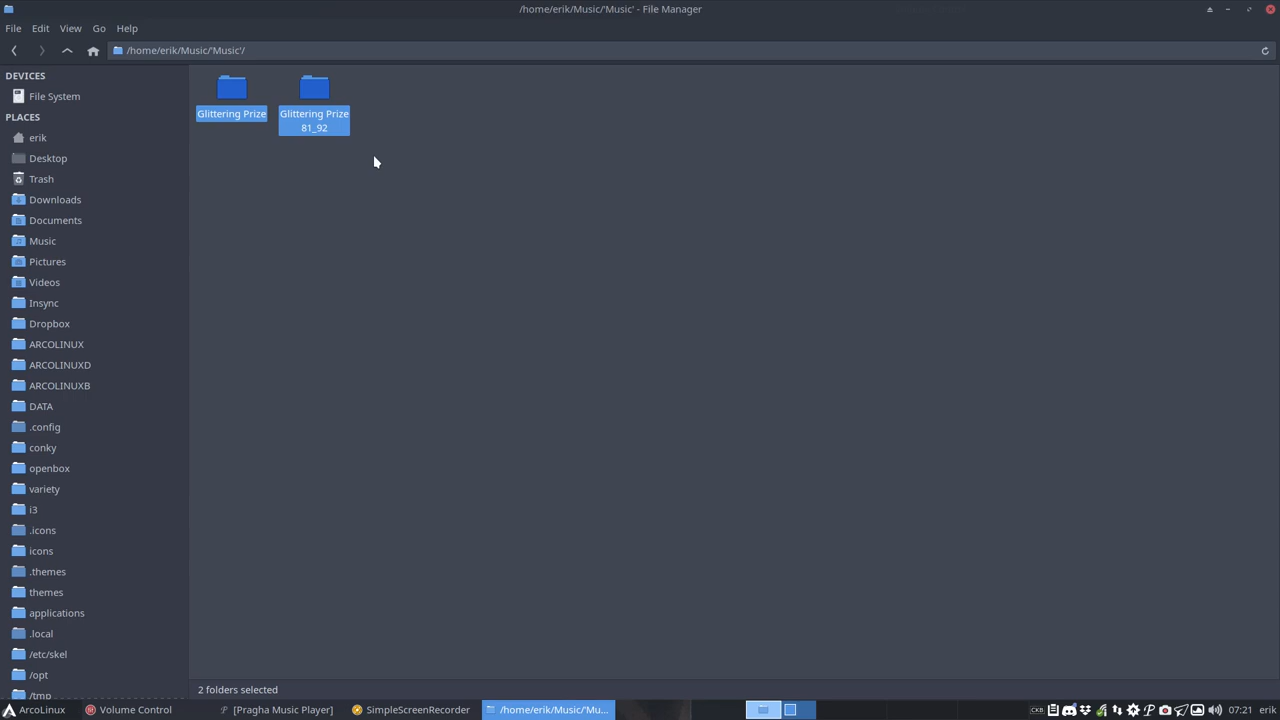 /home/erik/Music/'Music' - File Manager
File Edit View Go Help
/home/erik/Music/'Music'/
DEVICES
File System
PLACES
erik
Desktop
Trash
Downloads
Documents
Music
Pictures
Videos
Insync
Dropbox
ARCOLINUX
ARCOLINUXD
ARCOLINUXB
DATA
.config
conky
openbox
variety
i3
.icons
icons
.themes
themes
applications
.local
/etc/skel
/opt
/tmp
Glittering Prize
Glittering Prize
81_92
2 folders selected
ArcoLinux Volume Control [Pragha Music Player] SimpleScreenRecorder /home/erik/Music/'Mu... CKB 07:21 erik